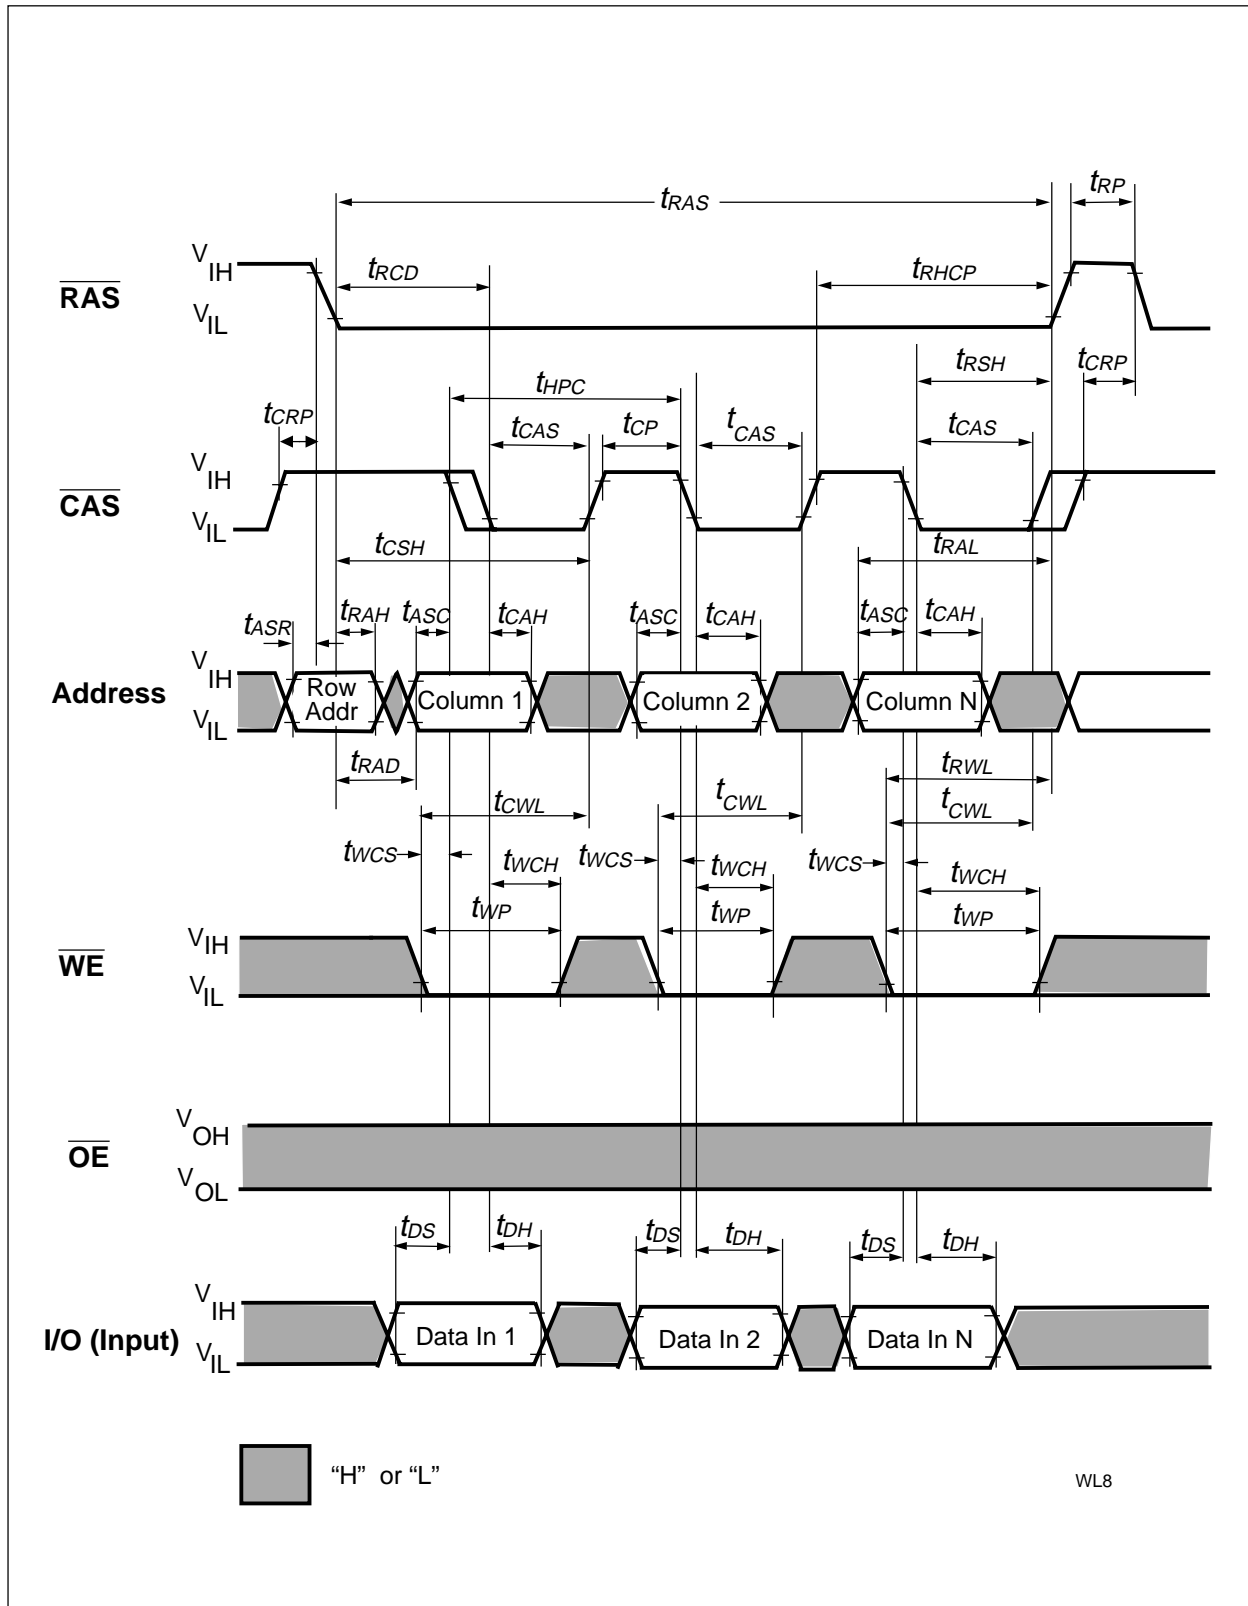 tRAS
tRP
VIH
RAS
VIL
tRCD
tRHCP
tRSH
tCRP
tHPC
tCRP
tCAS
tCP
tCAS
tCAS
VIH
CAS
VIL
tCSH
tRAL
tASR
tRAH
tASC
tCAH
tASC
tCAH
tASC
tCAH
VIH
Address
VIL
Row
Addr
Column 1
Column 2
Column N
tRAD
tRWL
tCWL
tCWL
tCWL
tWCS
tWCH
tWCS
tWCH
tWCS
tWCH
tWP
tWP
tWP
VIH
WE
VIL
VOH
OE
VOL
tDS
tDH
tDS
tDH
tDS
tDH
VIH
I/O (Input)
VIL
Data In 1
Data In 2
Data In N
“H” or “L”
WL8